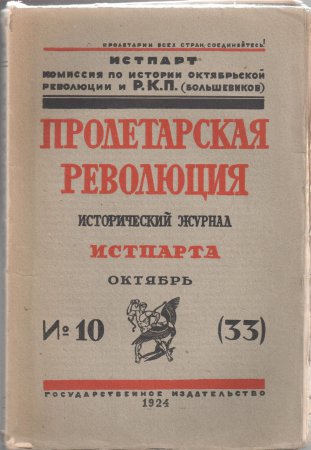 ПРОЛЕТАРИИ ВСЕХ СТРАН, СОЕДИНЯЙТЕСЬ!
ИСТПАРТ
КОМИССИЯ ПО ИСТОРИИ ОКТЯБРЬСКОЙ
РЕВОЛЮЦИИ И Р.К.П. (БОЛЬШЕВИКОВ)
ПРОЛЕТАРСКАЯ
РЕВОЛЮЦИЯ
ИСТОРИЧЕСКИЙ ЖУРНАЛ
ИСТПАРТА
ОКТЯБРЬ
№ 10 (33)
ГОСУДАРСТВЕННОЕ ИЗДАТЕЛЬСТВО
1924